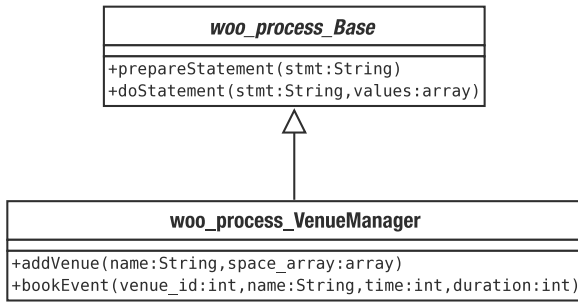 woo_process_Base
+prepareStatement(stmt:String)
+doStatement(stmt:String,values:array)
woo_process_VenueManager
+addVenue(name:String,space_array:array)
+bookEvent(venue_id:int,name:String,time:int,duration:int)